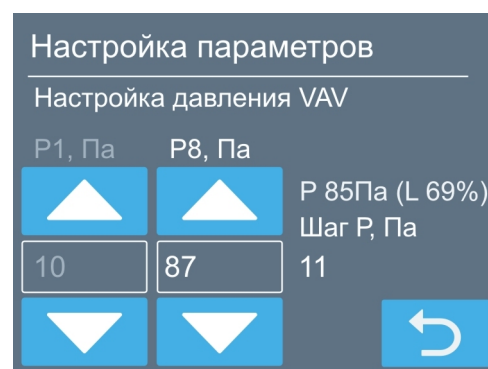 Настройка параметров
Настройка давления VAV
P1, Па P8, Па
P 85Па (L 69%)
Шаг P, Па
10 87 11